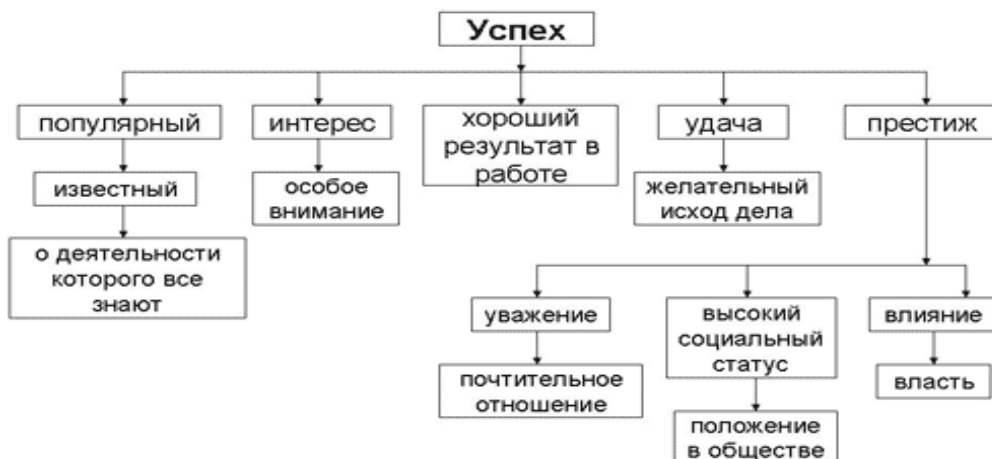 Успех
популярный
интерес
хороший
результат в
работе
удача
престиж
известный
особое
внимание
желательный
исход дела
о деятельности
которого все
знают
уважение
высокий
социальный
статус
влияние
почтительное
отношение
власть
положение
в обществе